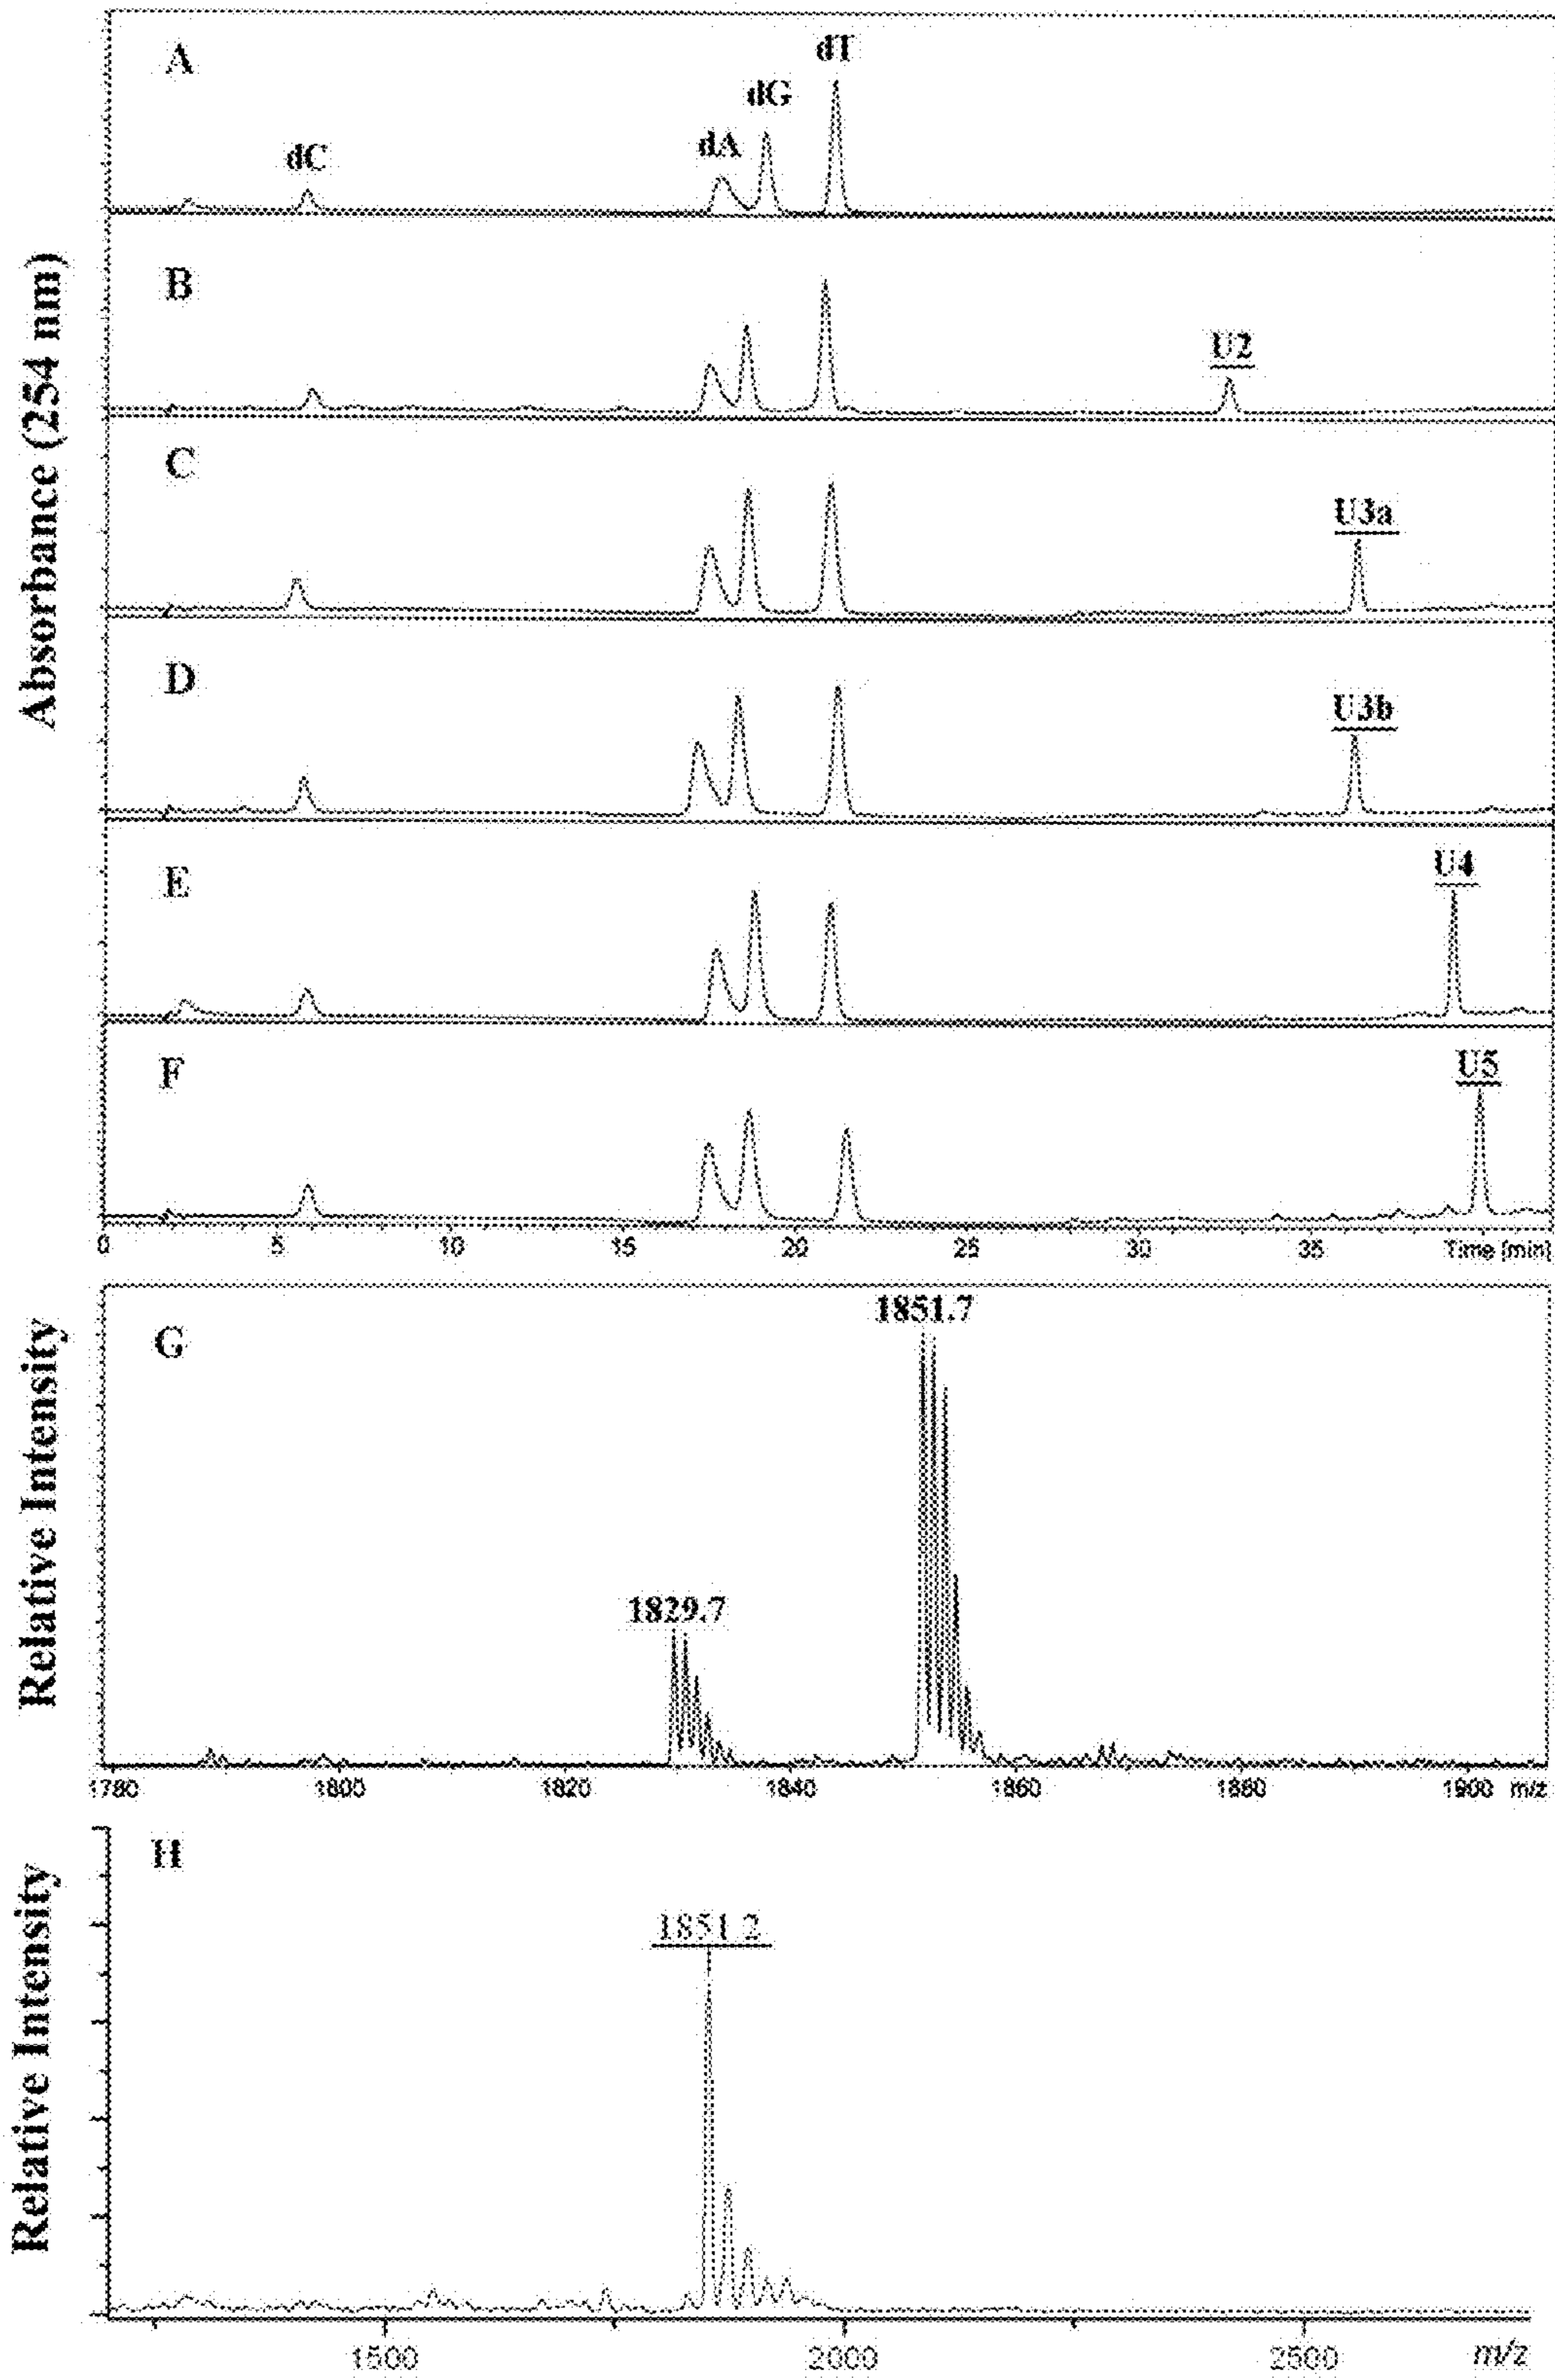 Absorbance (254 nm)
A
dC
dA
dG
dT
B
U2
C
U3a
D
U3b
E
U4
F
U5
0 5 10 15 20 25 30 35 Time [min]
Relative Intensity
G
1829.7
1851.7
1780 1800 1820 1840 1860 1880 1900 m/z
Relative Intensity
H
1851.2
1500 2000 2500 m/z